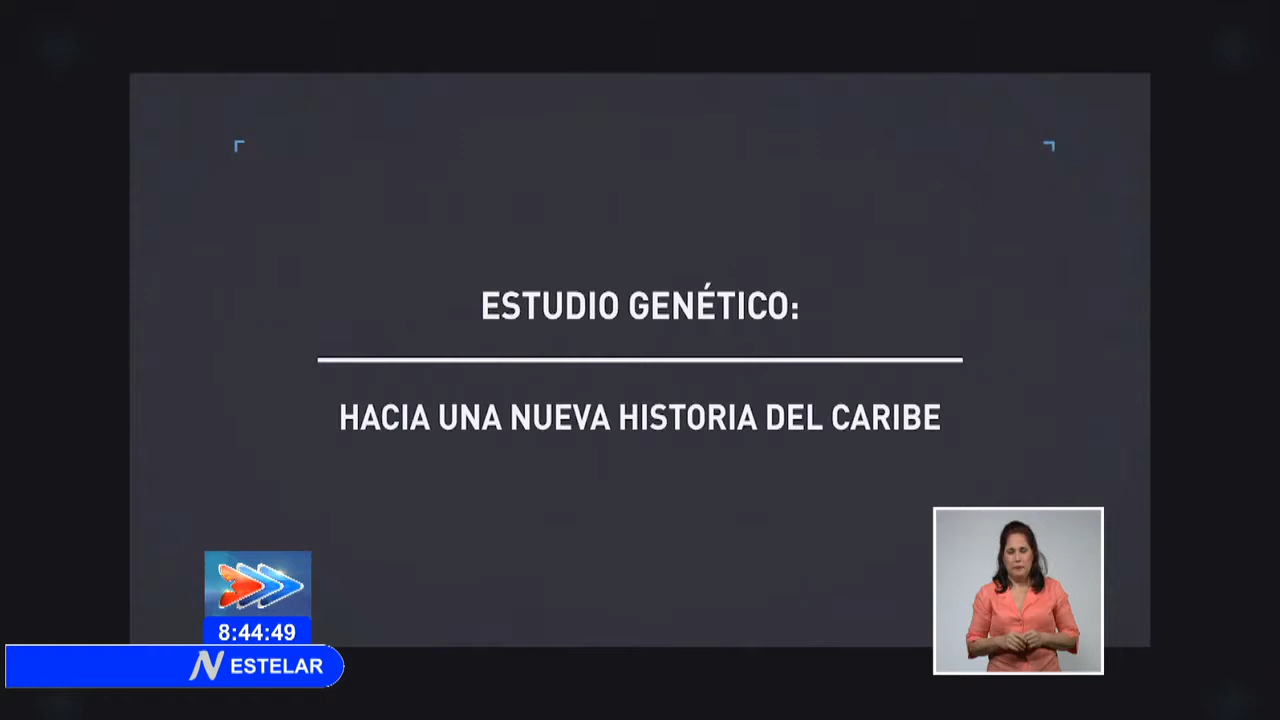 ESTUDIO GENÉTICO:
HACIA UNA NUEVA HISTORIA DEL CARIBE
8:44:49
N ESTELAR